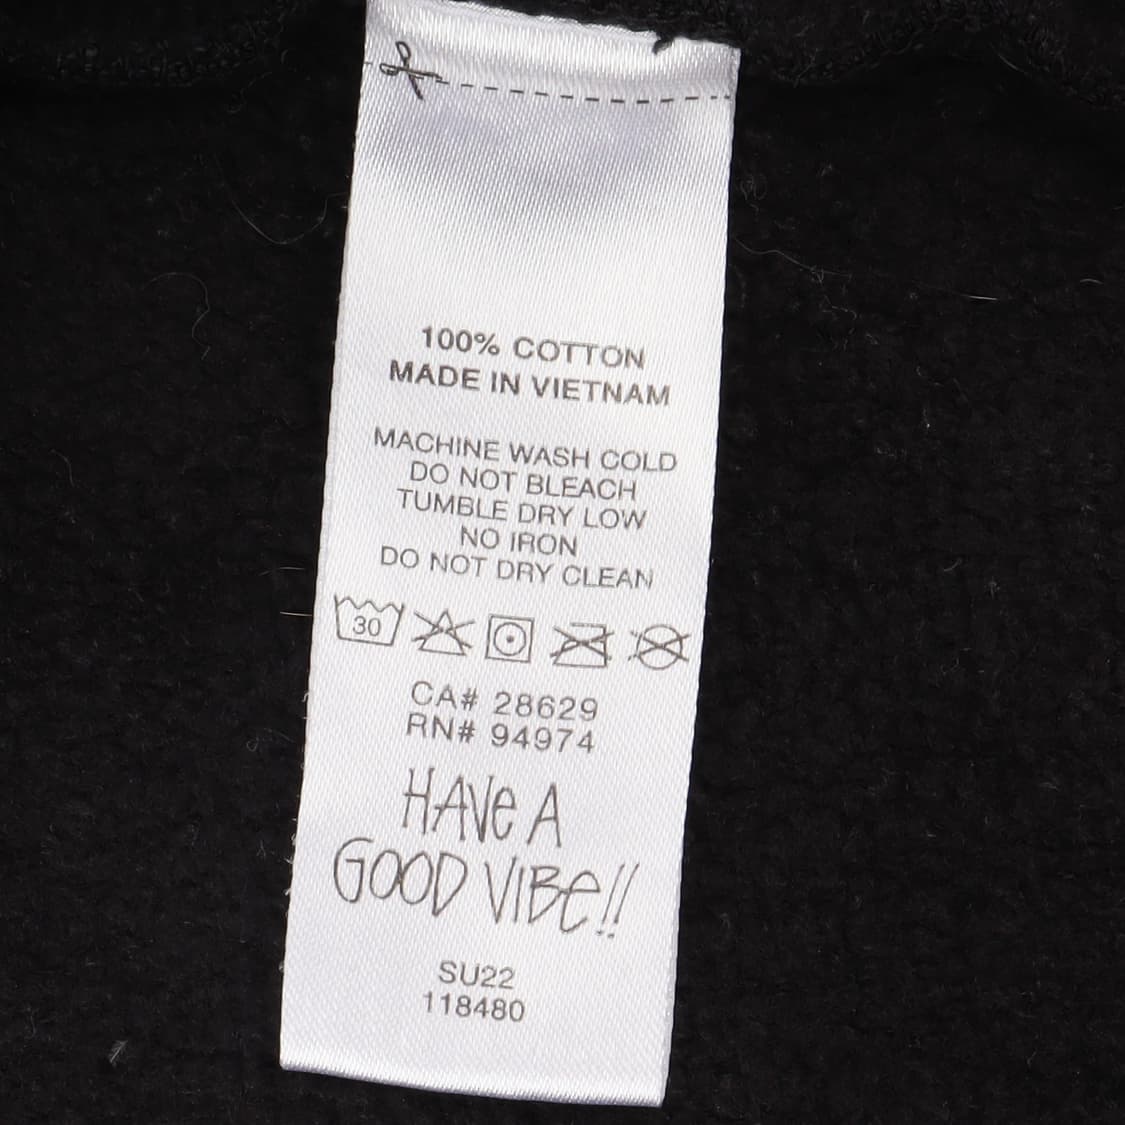 100% COTTON
MADE IN VIETNAM
MACHINE WASH COLD
DO NOT BLEACH
TUMBLE DRY LOW
NO IRON
DO NOT DRY CLEAN
30
CA# 28629
RN# 94974
HAVe A
GOOD VIBe!!
SU22
118480